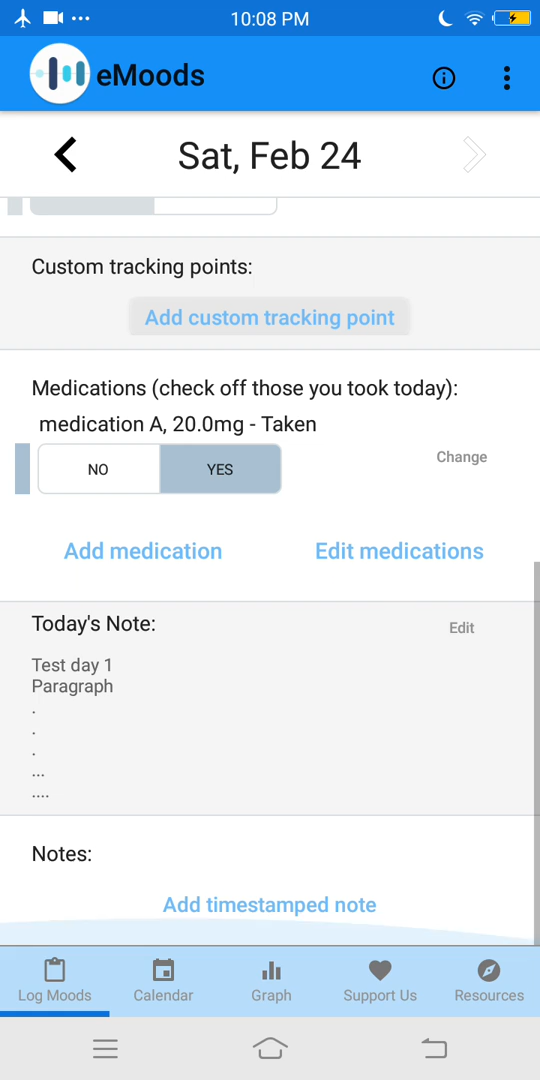 10:08 PM
eMoods
Sat, Feb 24
Custom tracking points:
Add custom tracking point
Medications (check off those you took today):
medication A, 20.0mg - Taken
NO YES Change
Add medication Edit medications
Today's Note: Edit
Test day 1
Paragraph
.
.
.
...
....
Notes:
Add timestamped note
Log Moods Calendar Graph Support Us Resources